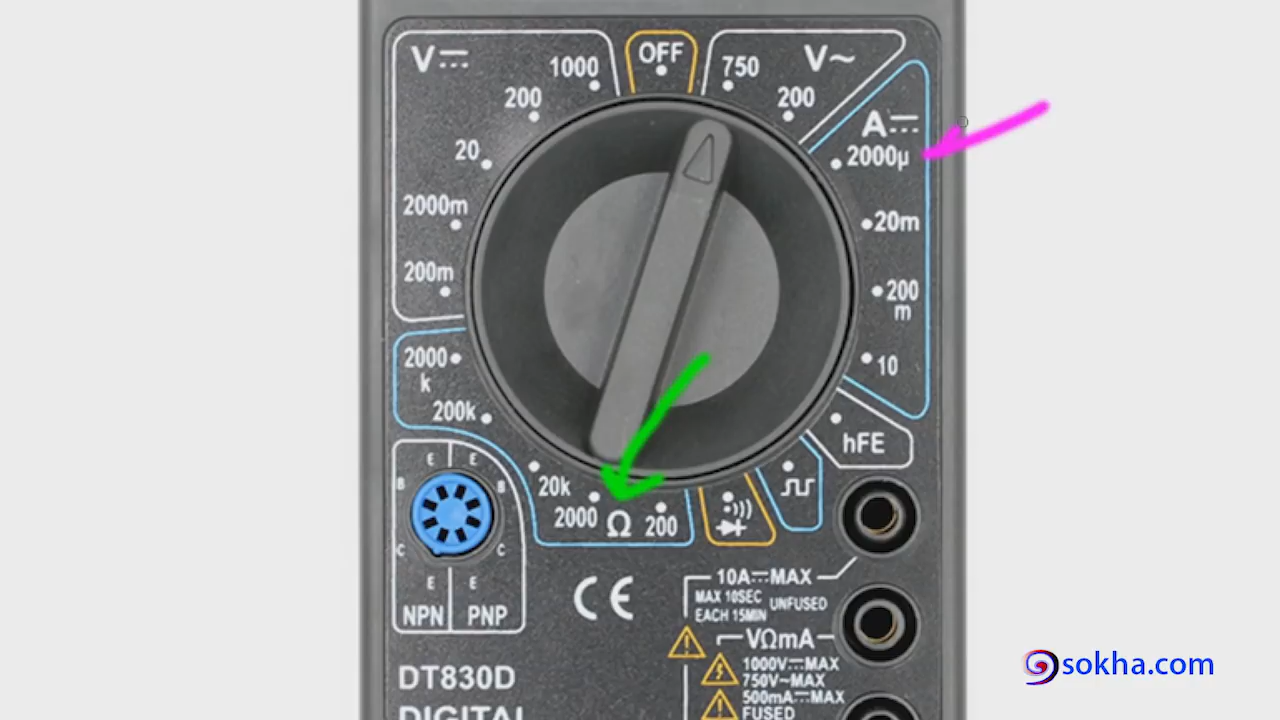 V⎓
1000
OFF
750
V~
200
200
A⎓
20
2000µ
2000m
20m
200m
200
m
10
2000
k
200k
hFE
E E
B B
20k
2000 Ω 200
C C
E E
NPN PNP
CE
10A⎓MAX
MAX 10SEC
EACH 15MIN
UNFUSED
VΩmA
1000V⎓MAX
750V~MAX
500mA⎓MAX
FUSED
DT830D
DIGITAL
sokha.com